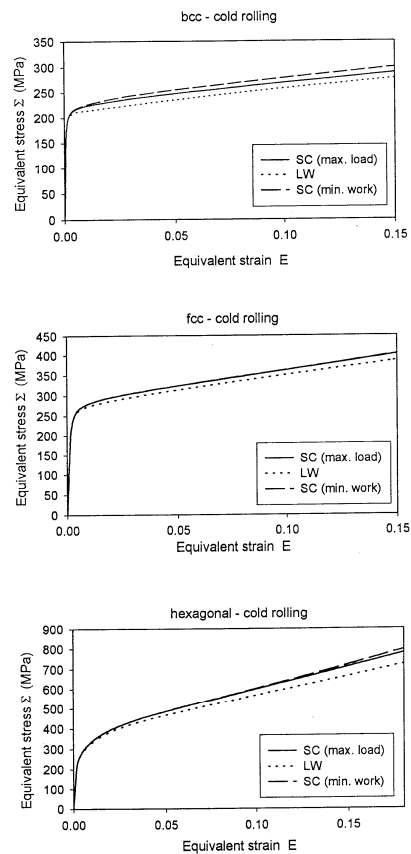 bcc - cold rolling
Equivalent stress Σ (MPa)
350
300
250
200
150
100
50
0
SC (max. load)
LW
SC (min. work)
0.00
0.05
0.10
0.15
Equivalent strain E
fcc - cold rolling
Equivalent stress Σ (MPa)
450
400
350
300
250
200
150
100
50
0
SC (max. load)
LW
SC (min. work)
0.00
0.05
0.10
0.15
Equivalent strain E
hexagonal - cold rolling
Equivalent stress Σ (MPa)
900
800
700
600
500
400
300
200
100
0
SC (max. load)
LW
SC (min. work)
0.00
0.05
0.10
0.15
Equivalent strain E